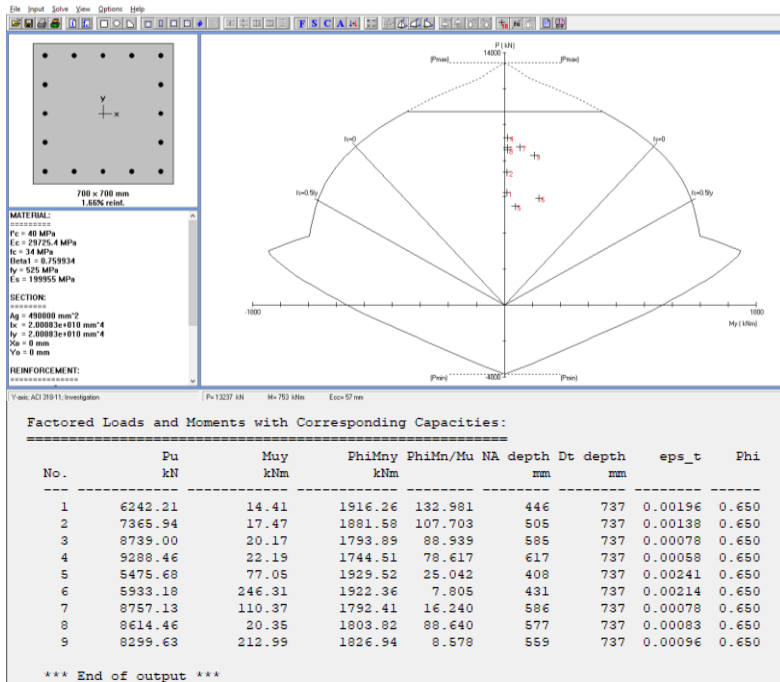 File Input Solve View Options Help
F S C A
y
x
700 x 700 mm
1.66% reinf.
MATERIAL:
=========
f'c = 40 MPa
Ec = 29725.4 MPa
fc = 34 MPa
Beta1 = 0.759934
fy = 525 MPa
Es = 199955 MPa
SECTION:
========
Ag = 490000 mm^2
Ix = 2.00083e+010 mm^4
Iy = 2.00083e+010 mm^4
Xo = 0 mm
Yo = 0 mm
REINFORCEMENT:
P ( kN)
14000
(Pmax) (Pmax)
fs=0 fs=0
fs=0.5fy fs=0.5fy
-1800 1800
My ( kNm)
(Pmin) -4000 (Pmin)
Y-axis; ACI 318-11; Investigation P= 13237 kN M= 753 kNm Ecc= 57 mm
Factored Loads and Moments with Corresponding Capacities:
Pu Muy PhiMny PhiMn/Mu NA depth Dt depth eps_t Phi
No. kN kNm kNm mm mm
1 6242.21 14.41 1916.26 132.981 446 737 0.00196 0.650
2 7365.94 17.47 1881.58 107.703 505 737 0.00138 0.650
3 8739.00 20.17 1793.89 88.939 585 737 0.00078 0.650
4 9288.46 22.19 1744.51 78.617 617 737 0.00058 0.650
5 5475.68 77.05 1929.52 25.042 408 737 0.00241 0.650
6 5933.18 246.31 1922.36 7.805 431 737 0.00214 0.650
7 8757.13 110.37 1792.41 16.240 586 737 0.00078 0.650
8 8614.46 20.35 1803.82 88.640 577 737 0.00083 0.650
9 8299.63 212.99 1826.94 8.578 559 737 0.00096 0.650
*** End of output ***